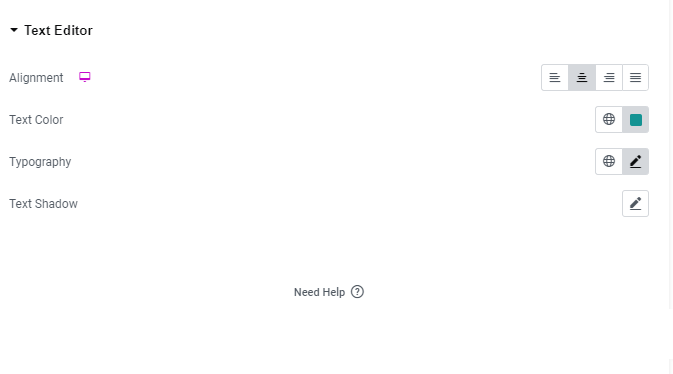 Text Editor
Alignment
Text Color
Typography
Text Shadow
Need Help ?